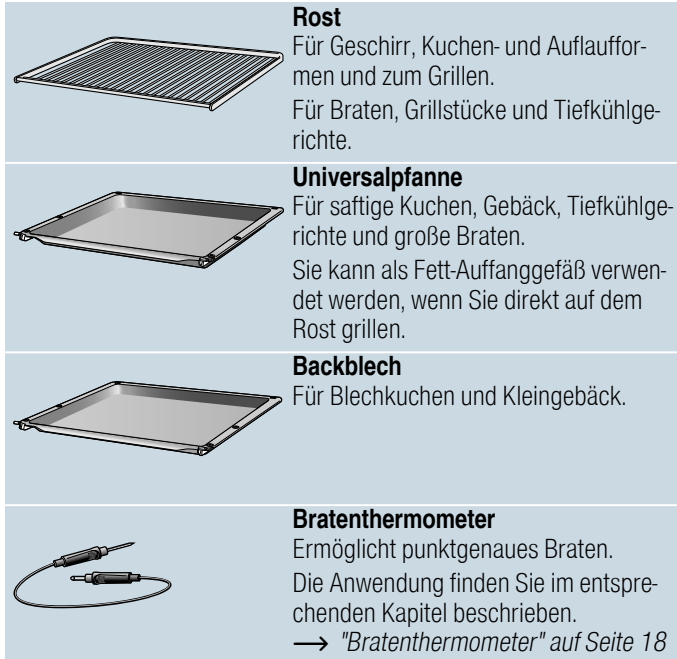 Rost
Für Geschirr, Kuchen- und Auflauffor-
men und zum Grillen.
Für Braten, Grillstücke und Tiefkühlge-
richte.
Universalpfanne
Für saftige Kuchen, Gebäck, Tiefkühlge-
richte und große Braten.
Sie kann als Fett-Auffanggefäß verwen-
det werden, wenn Sie direkt auf dem
Rost grillen.
Backblech
Für Blechkuchen und Kleingebäck.
Bratenthermometer
Ermöglicht punktgenaues Braten.
Die Anwendung finden Sie im entspre-
chenden Kapitel beschrieben.
→ "Bratenthermometer" auf Seite 18